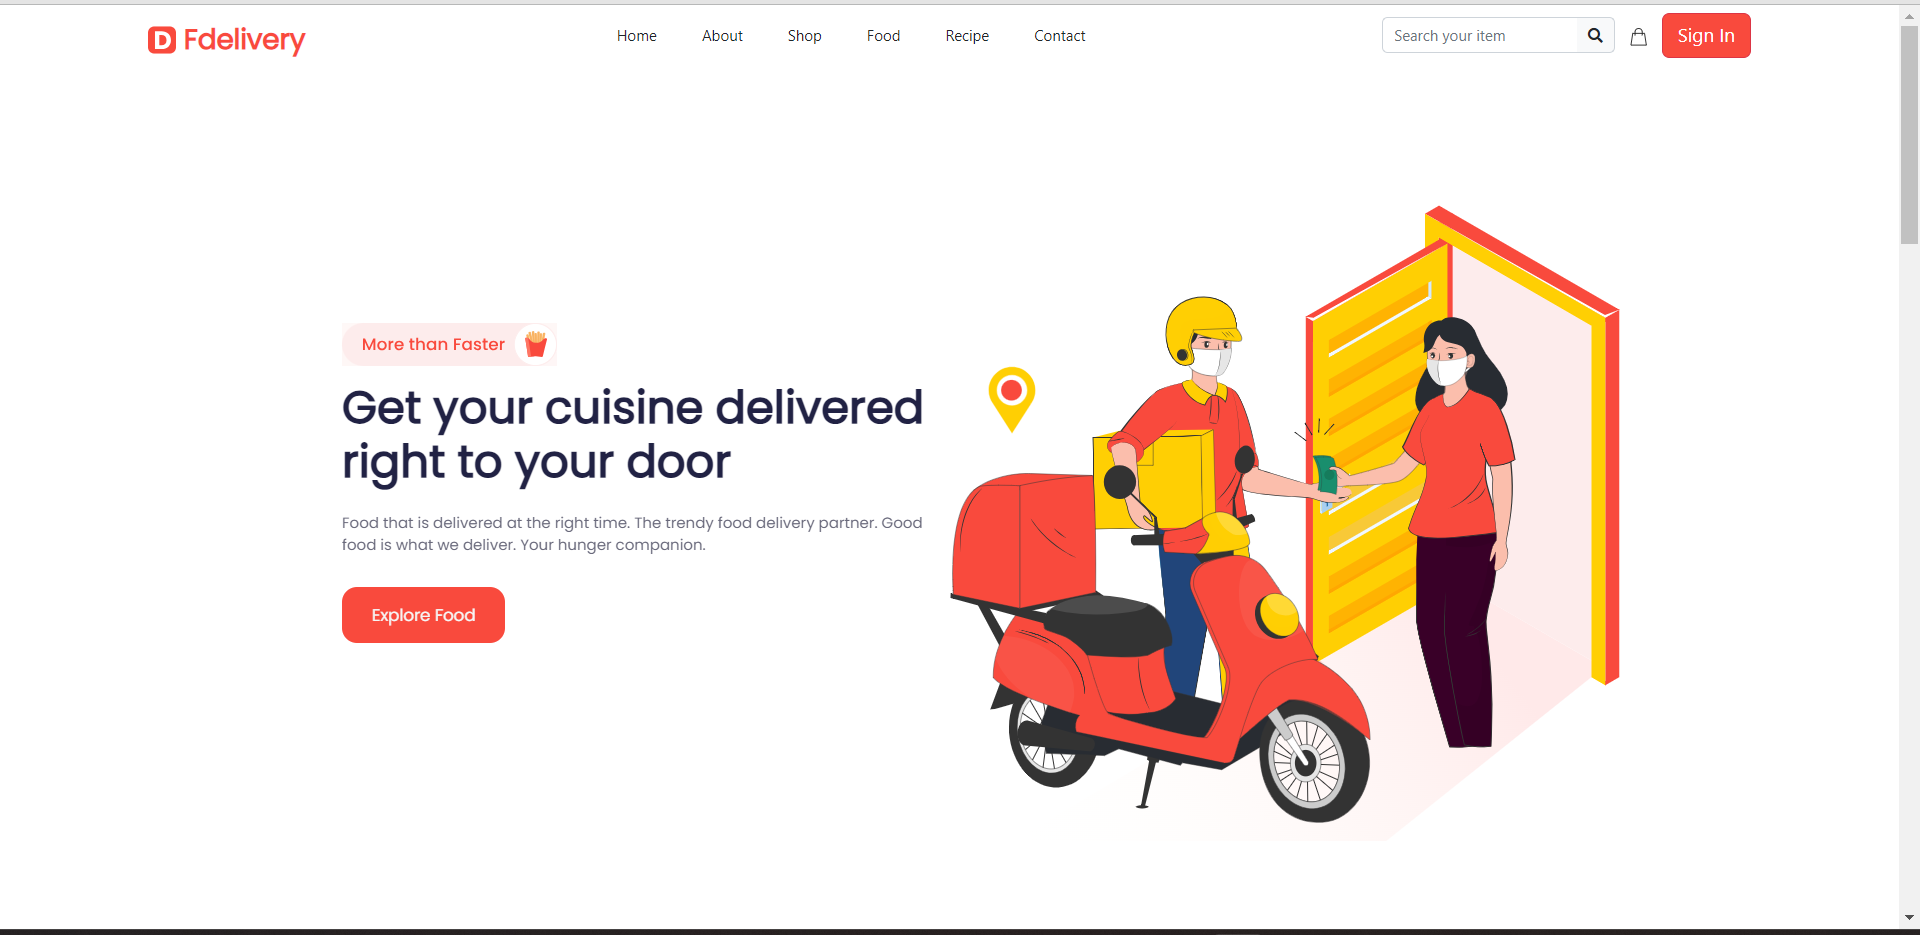 D Fdelivery
Home About Shop Food Recipe Contact
Search your item
Sign In
More than Faster
Get your cuisine delivered
right to your door
Food that is delivered at the right time. The trendy food delivery partner. Good
food is what we deliver. Your hunger companion.
Explore Food